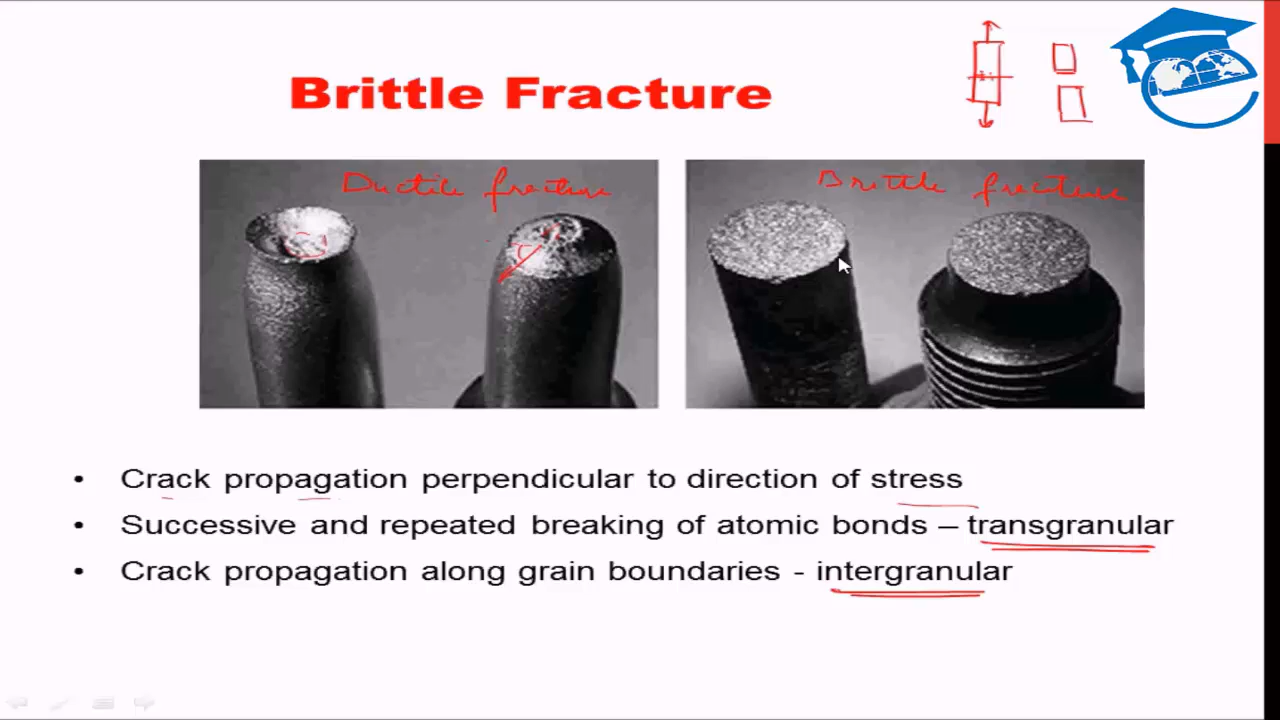 Brittle Fracture
Ductile fracture
Brittle fracture
• Crack propagation perpendicular to direction of stress
• Successive and repeated breaking of atomic bonds – transgranular
• Crack propagation along grain boundaries - intergranular